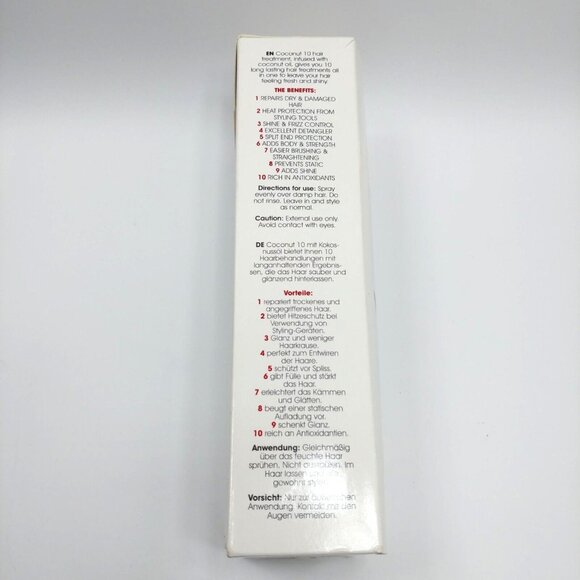 EN Coconut 10 hair
treatment, infused with
coconut oil, gives you 10
long lasting hair treatments all
in one to leave your hair
feeling fresh and shiny
THE BENEFITS:
1 REPAIRS DRY & DAMAGED
HAIR
2 HEAT PROTECTION FROM
STYLING TOOLS
3 SHINE & FRIZZ CONTROL
4 EXCELLENT DETANGLER
5 SPLIT END PROTECTION
6 ADDS BODY & STRENGTH
7 EASIER BRUSHING &
STRAIGHTENING
8 PREVENTS STATIC
9 ADDS SHINE
10 RICH IN ANTIOXIDANTS
Directions for use: Spray
evenly over damp hair. Do
not rinse. Leave in and style
as normal.
Caution: External use only.
Avoid contact with eyes.
DE Coconut 10 mit Kokos-
nussöl bietet Ihnen 10
Haarbehandlungen mit
langanhaltenden Ergebnis-
sen, die das Haar sauber und
glänzend hinterlassen.
Vorteile:
1 repariert trockenes und
angegriffenes Haar.
2 bietet Hitzeschutz bei
Verwendung von
Styling-Geräten.
3 Glanz und weniger
Haarkrause.
4 perfekt zum Entwirren
der Haare.
5 schützt vor Spliss.
6 gibt Fülle und stärkt
das Haar.
7 erleichtert das Kämmen
und Glätten.
8 beugt einer statischen
Aufladung vor.
9 schenkt Glanz.
10 reich an Antioxidantien.
Anwendung: Gleichmäßig
über das feuchte Haar
sprühen. Nicht ausspülen. Im
Haar lassen und
gewohnt
Vorsicht: Nur zur
Anwendung. Kontakt mit den
Augen vermeiden.